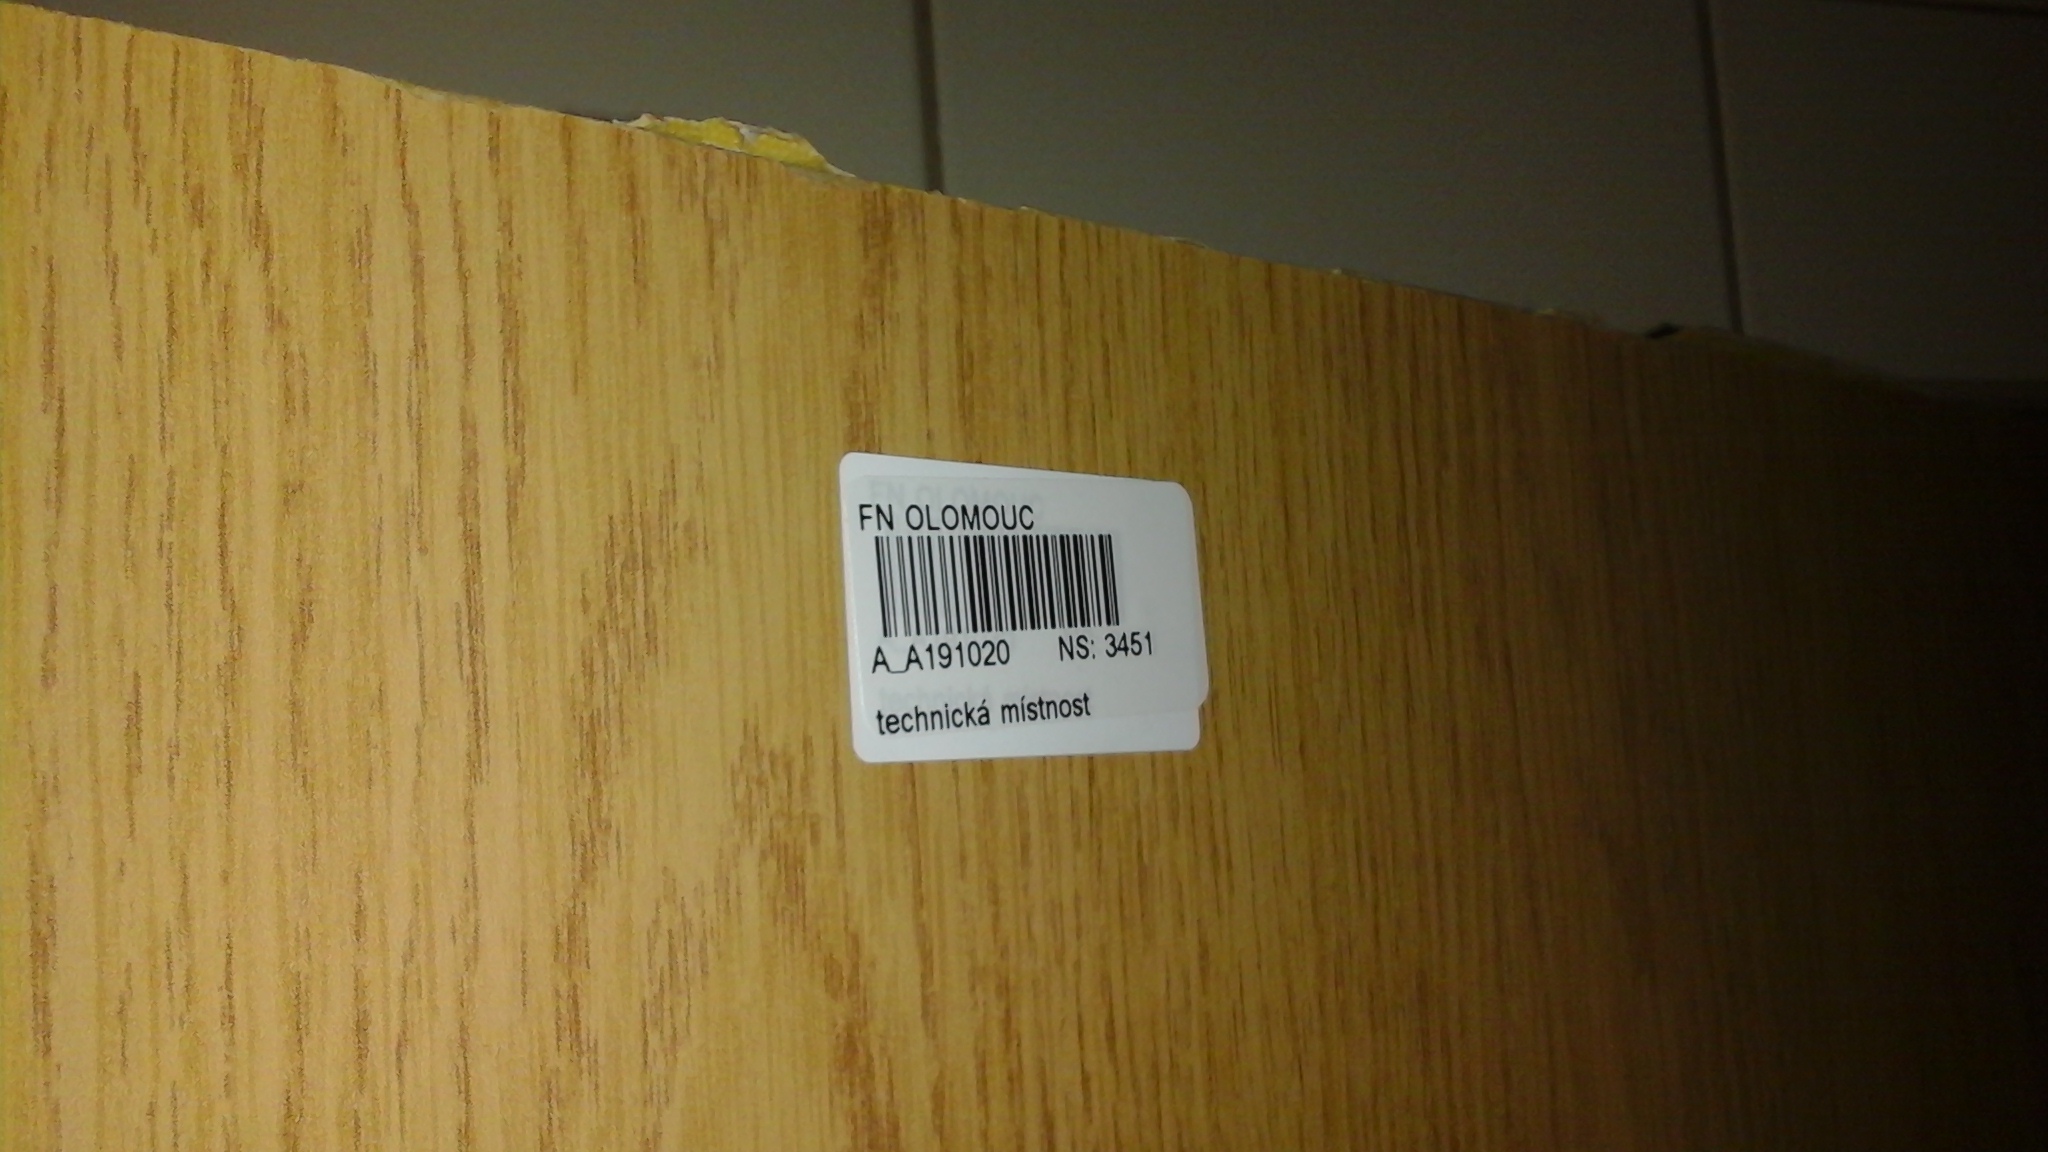 FN OLOMOUC
A_A191020 NS: 3451
technická místnost